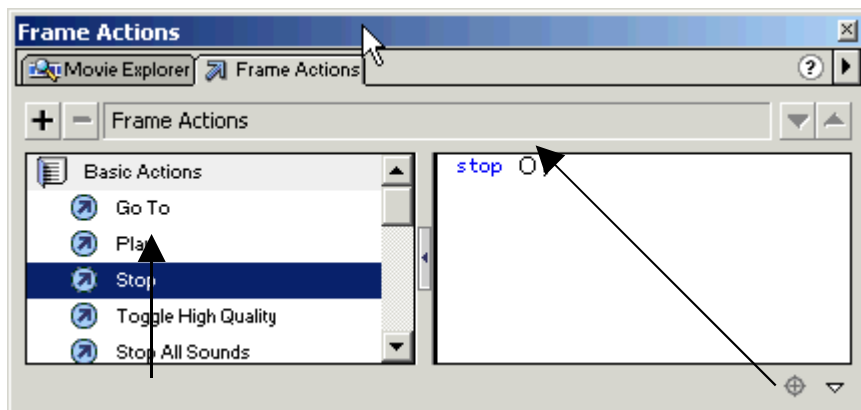 Frame Actions
Movie Explorer Frame Actions ?
+ - Frame Actions
Basic Actions
Go To
Play
Stop
Toggle High Quality
Stop All Sounds
stop ();